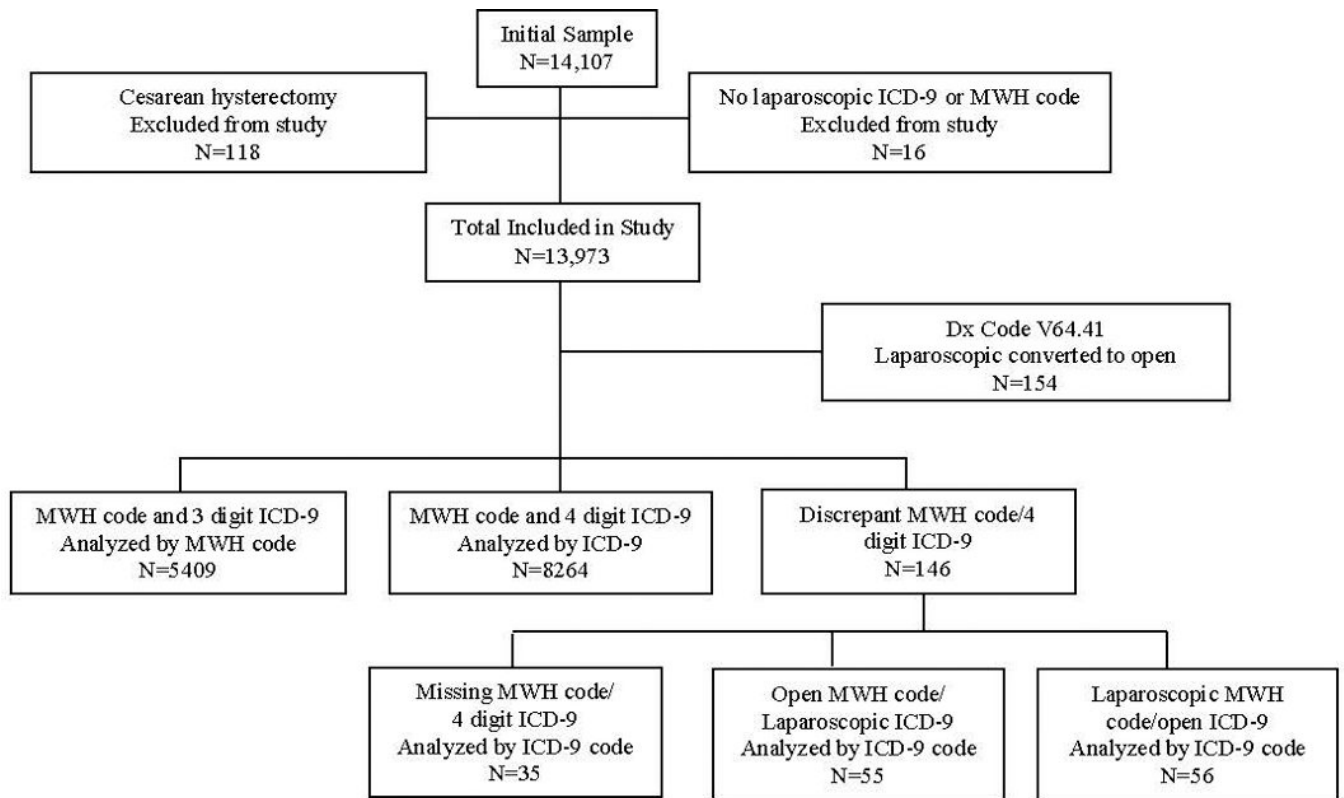 Initial Sample
N=14,107
Cesarean hysterectomy
Excluded from study
N=118
No laparoscopic ICD-9 or MWH code
Excluded from study
N=16
Total Included in Study
N=13,973
Dx Code V64.41
Laparoscopic converted to open
N=154
MWH code and 3 digit ICD-9
Analyzed by MWH code
N=5409
MWH code and 4 digit ICD-9
Analyzed by ICD-9
N=8264
Discrepant MWH code/4
digit ICD-9
N=146
Missing MWH code/
4 digit ICD-9
Analyzed by ICD-9 code
N=35
Open MWH code/
Laparoscopic ICD-9
Analyzed by ICD-9 code
N=55
Laparoscopic MWH
code/open ICD-9
Analyzed by ICD-9 code
N=56